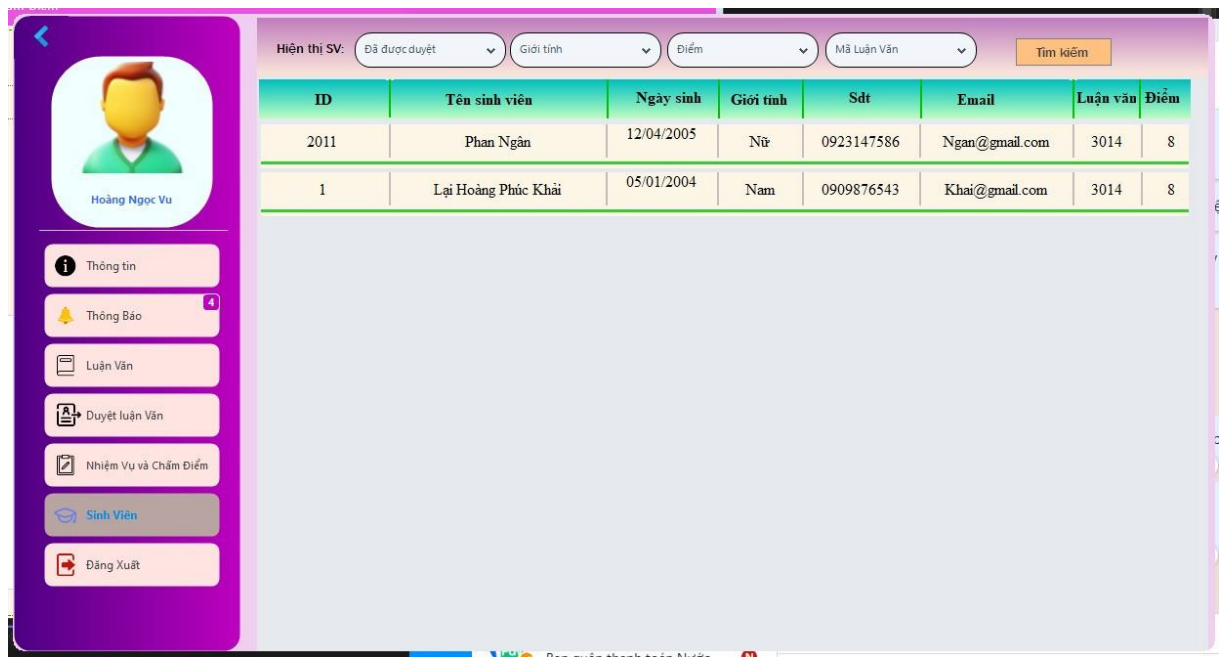 Hiện thị SV: Đã được duyệt Giới tính Điểm Mã Luận Văn Tìm kiếm
ID Tên sinh viên Ngày sinh Giới tính Sdt Email Luận văn Điểm
2011 Phan Ngân 12/04/2005 Nữ 0923147586 Ngan@gmail.com 3014 8
1 Lại Hoàng Phúc Khải 05/01/2004 Nam 0909876543 Khai@gmail.com 3014 8
Hoàng Ngọc Vu
Thông tin
Thông Báo 4
Luận Văn
Duyệt luận Văn
Nhiệm Vụ và Chấm Điểm
Sinh Viên
Đăng Xuất